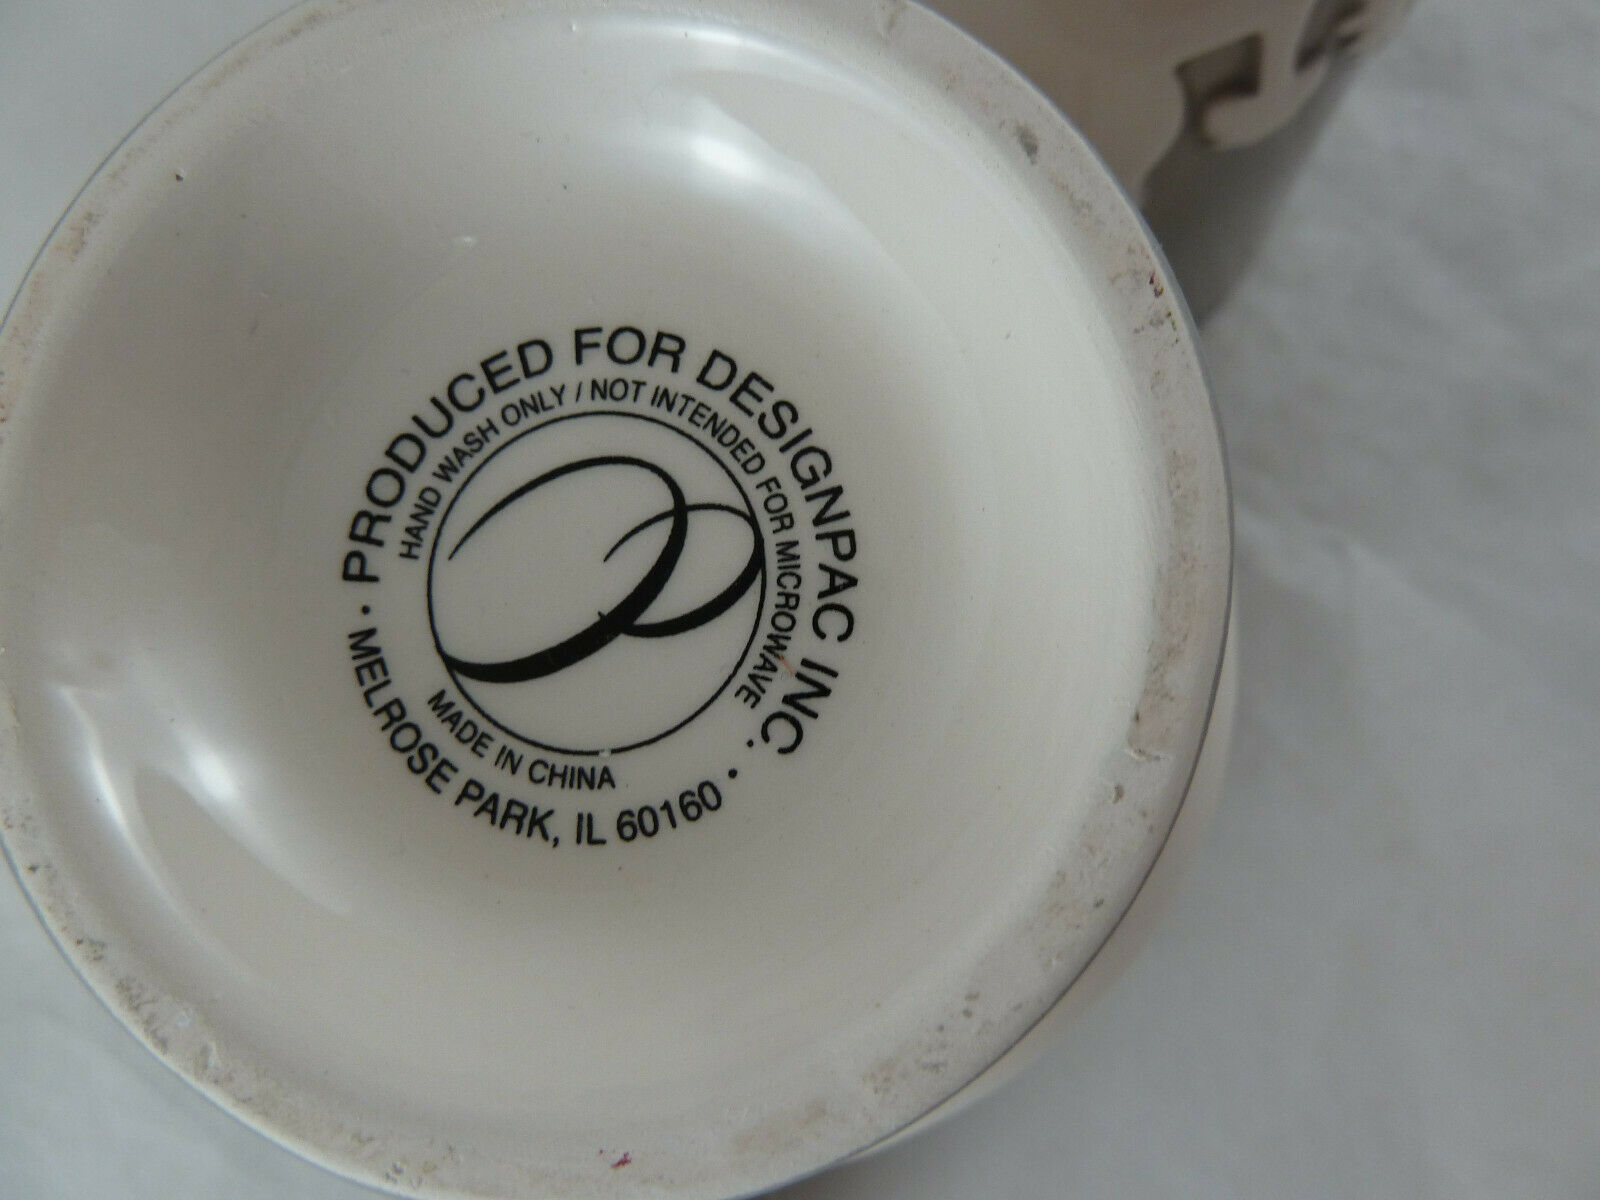 • PRODUCED FOR DESIGNPAC INC. •
HAND WASH ONLY / NOT INTENDED FOR MICROWAVE
MADE IN CHINA
MELROSE PARK, IL 60160